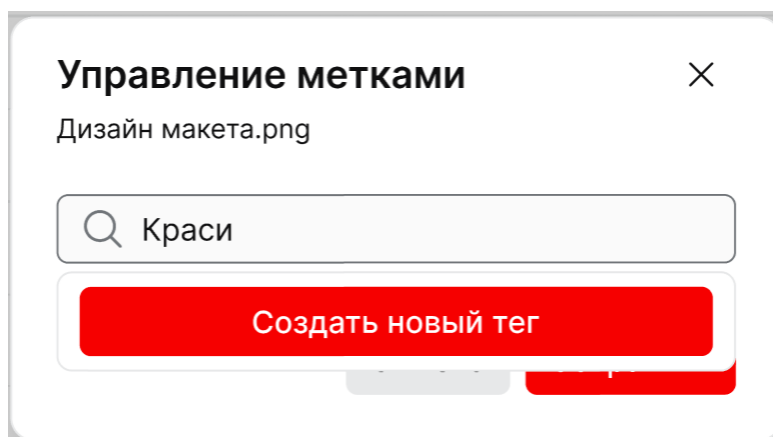 Управление метками
Дизайн макета.png
Краси
Создать новый тег